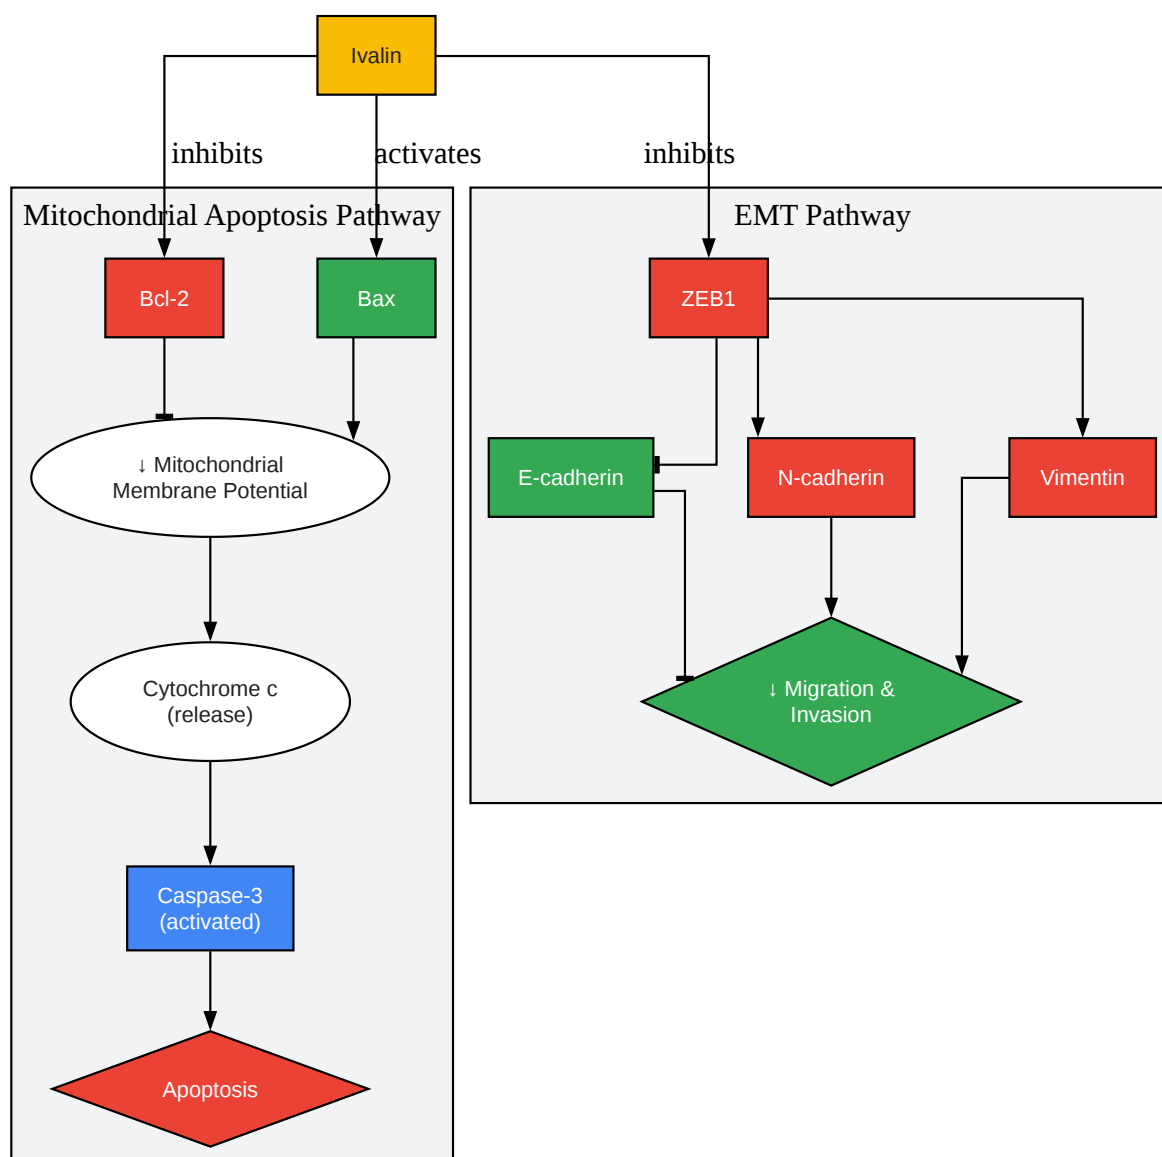 Ivalin
inhibits
activates
inhibits
Mitochondrial Apoptosis Pathway
EMT Pathway
Bcl-2
Bax
ZEB1
↓ Mitochondrial
Membrane Potential
E-cadherin
N-cadherin
Vimentin
Cytochrome c
(release)
↓ Migration &
Invasion
Caspase-3
(activated)
Apoptosis